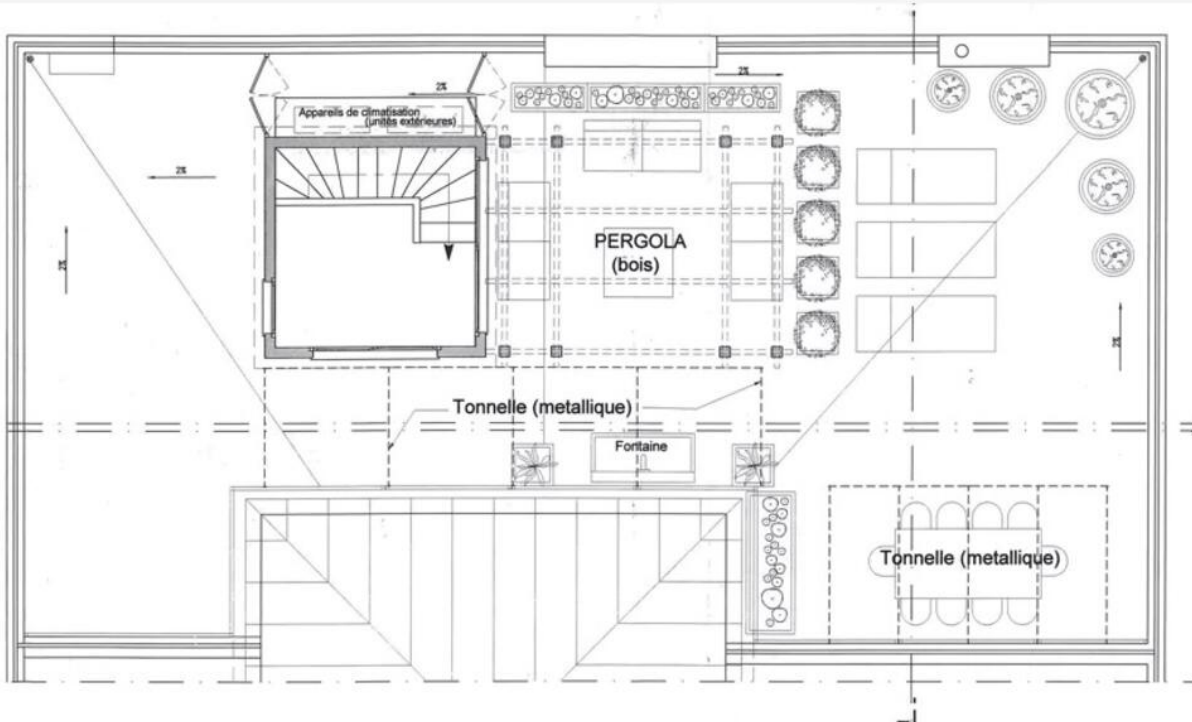 2%
2%
Appareils de climatisation
(unités extérieures)
2%
2%
PERGOLA
(bois)
2%
Tonnelle (metallique)
Fontaine
Tonnelle (metallique)